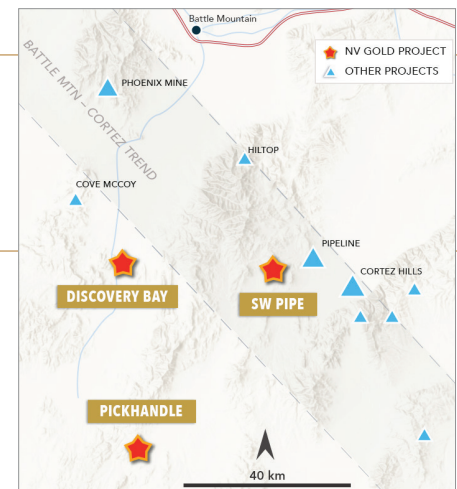 Battle Mountain
NV GOLD PROJECT
OTHER PROJECTS
BATTLE MTN – CORTEZ TREND
PHOENIX MINE
HILTOP
COVE MCCOY
PIPELINE
CORTEZ HILLS
DISCOVERY BAY
SW PIPE
PICKHANDLE
40 km